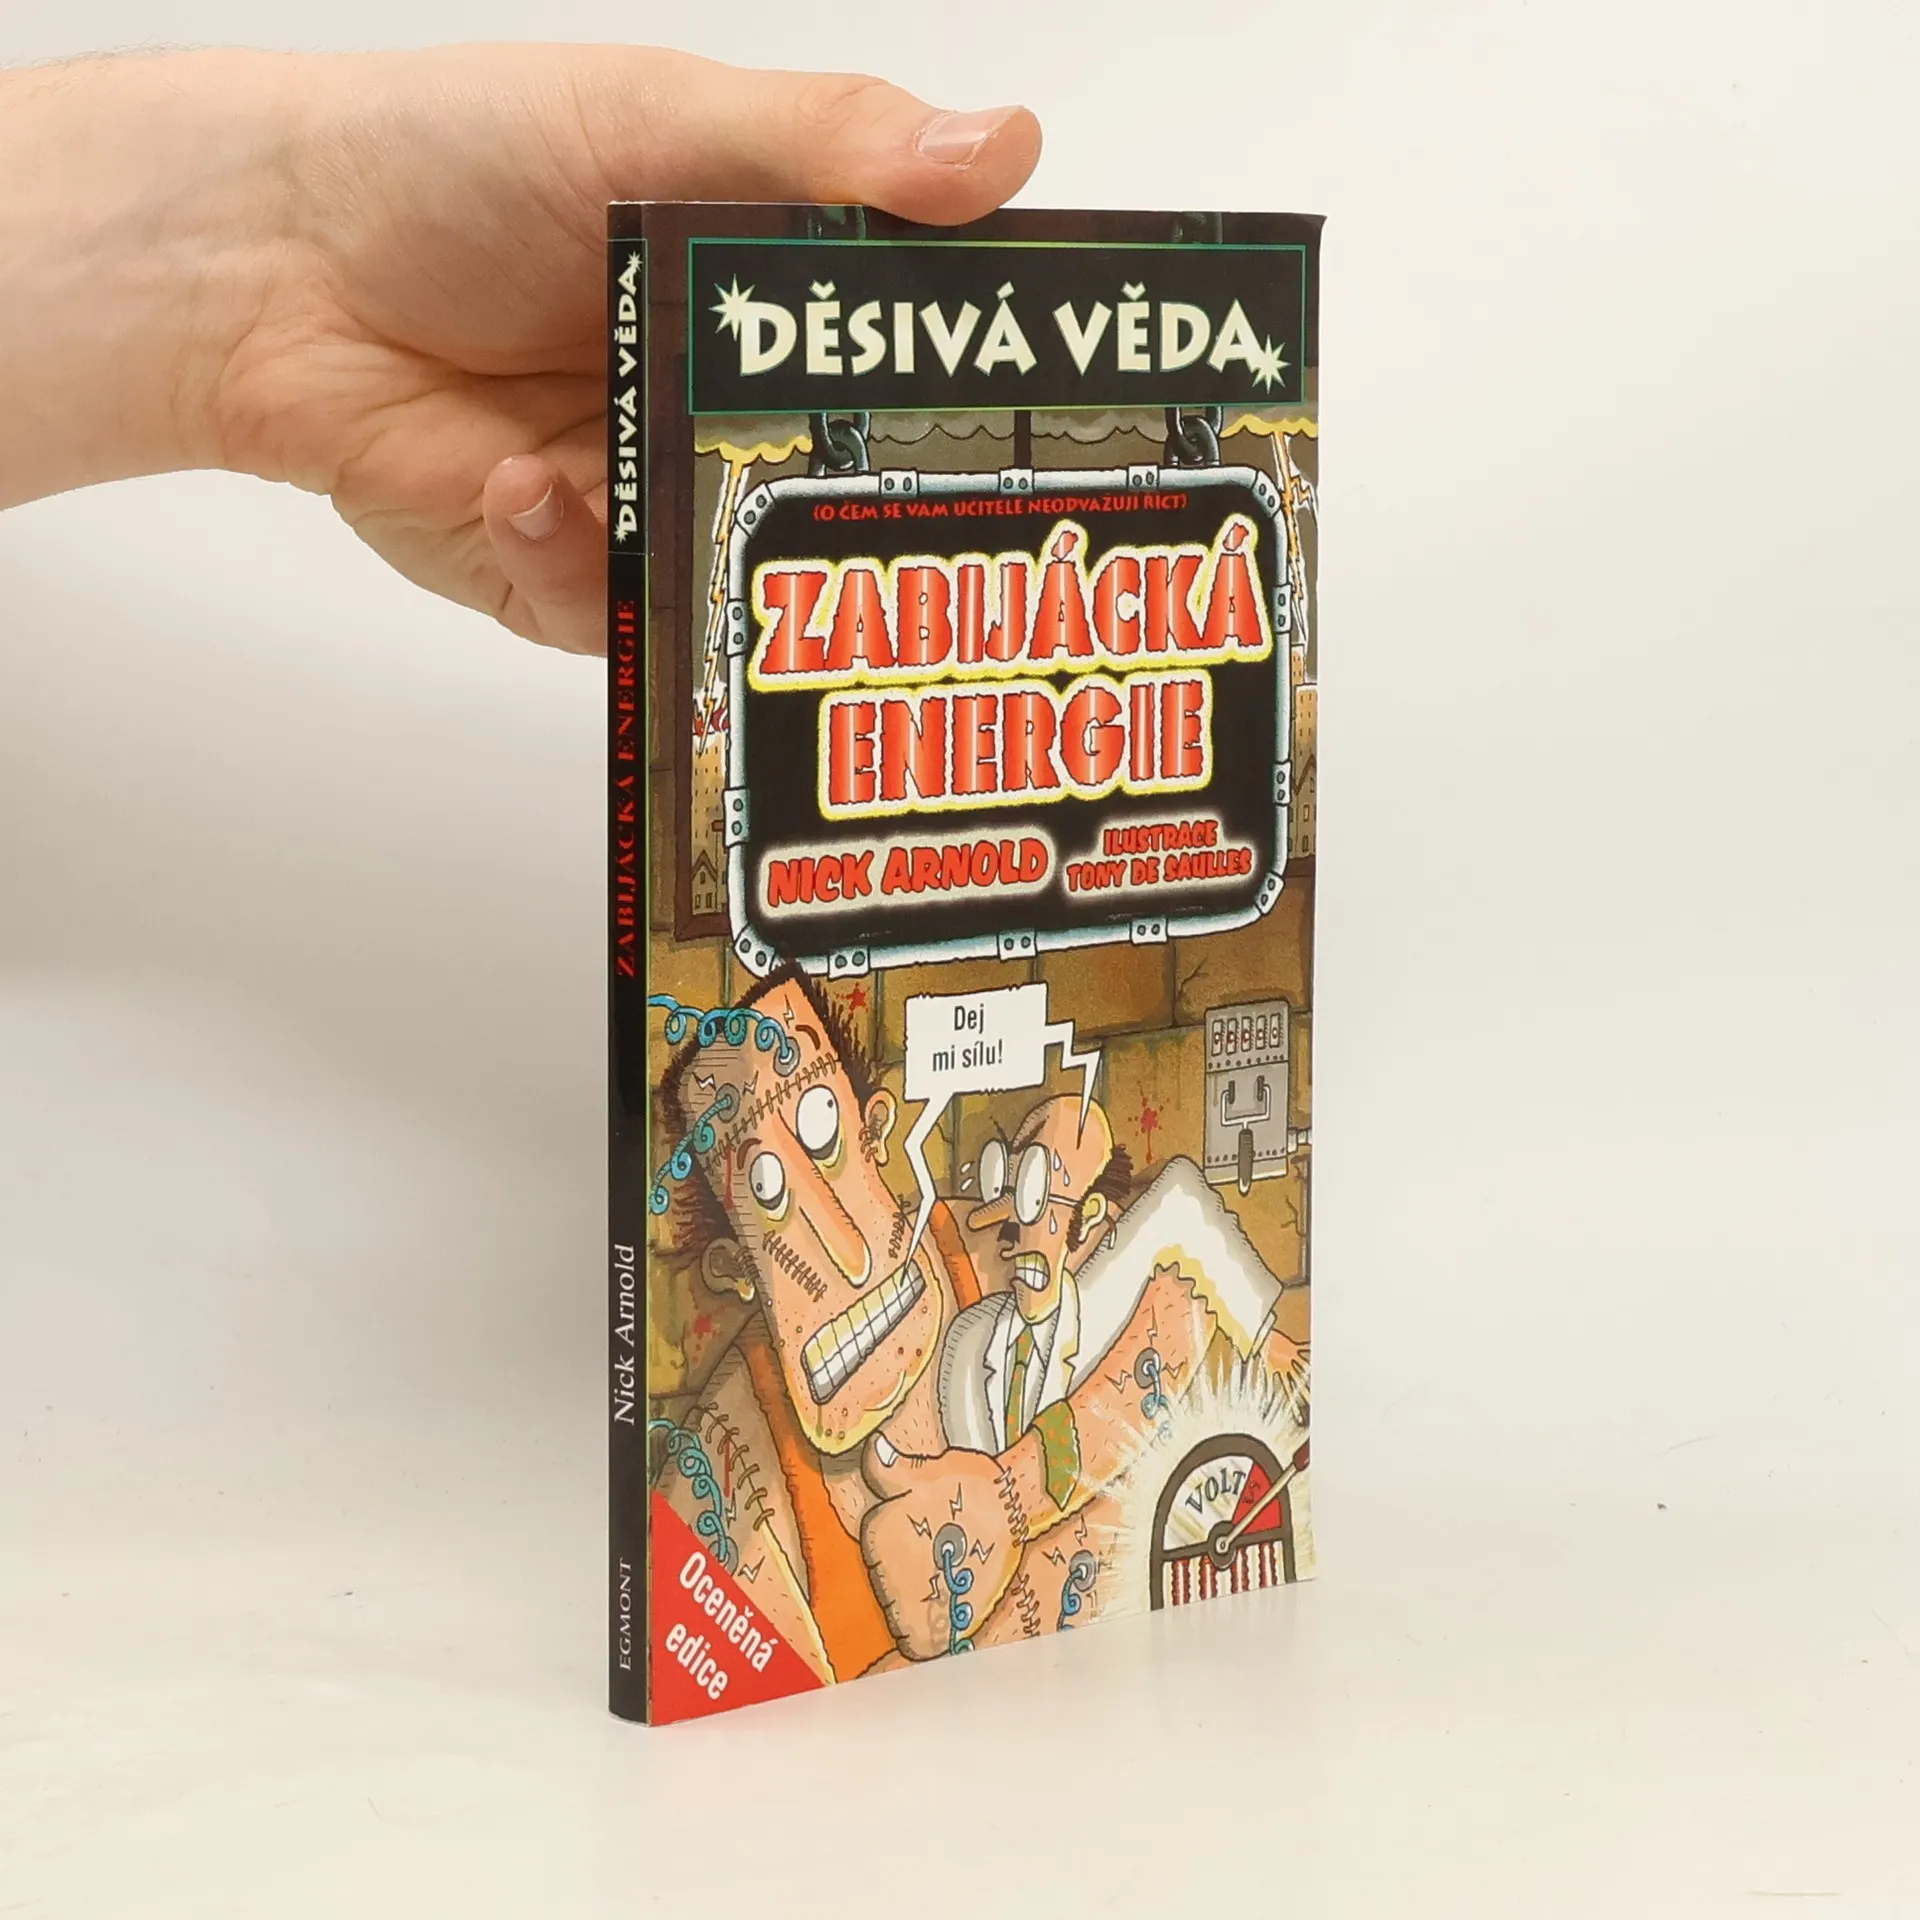 DĚSIVÁ VĚDA
(O ČEM SE VÁM UČITELÉ NEODVAŽUJÍ ŘÍCT)
ZABIJÁCKÁ
ENERGIE
NICK ARNOLD
ILUSTRACE
TONY DE SAULLES
Dej
mi sílu!
VOLTS
Oceněná
edice
DĚSIVÁ VĚDA
ZABIJÁCKÁ ENERGIE
Nick Arnold
EGMONT